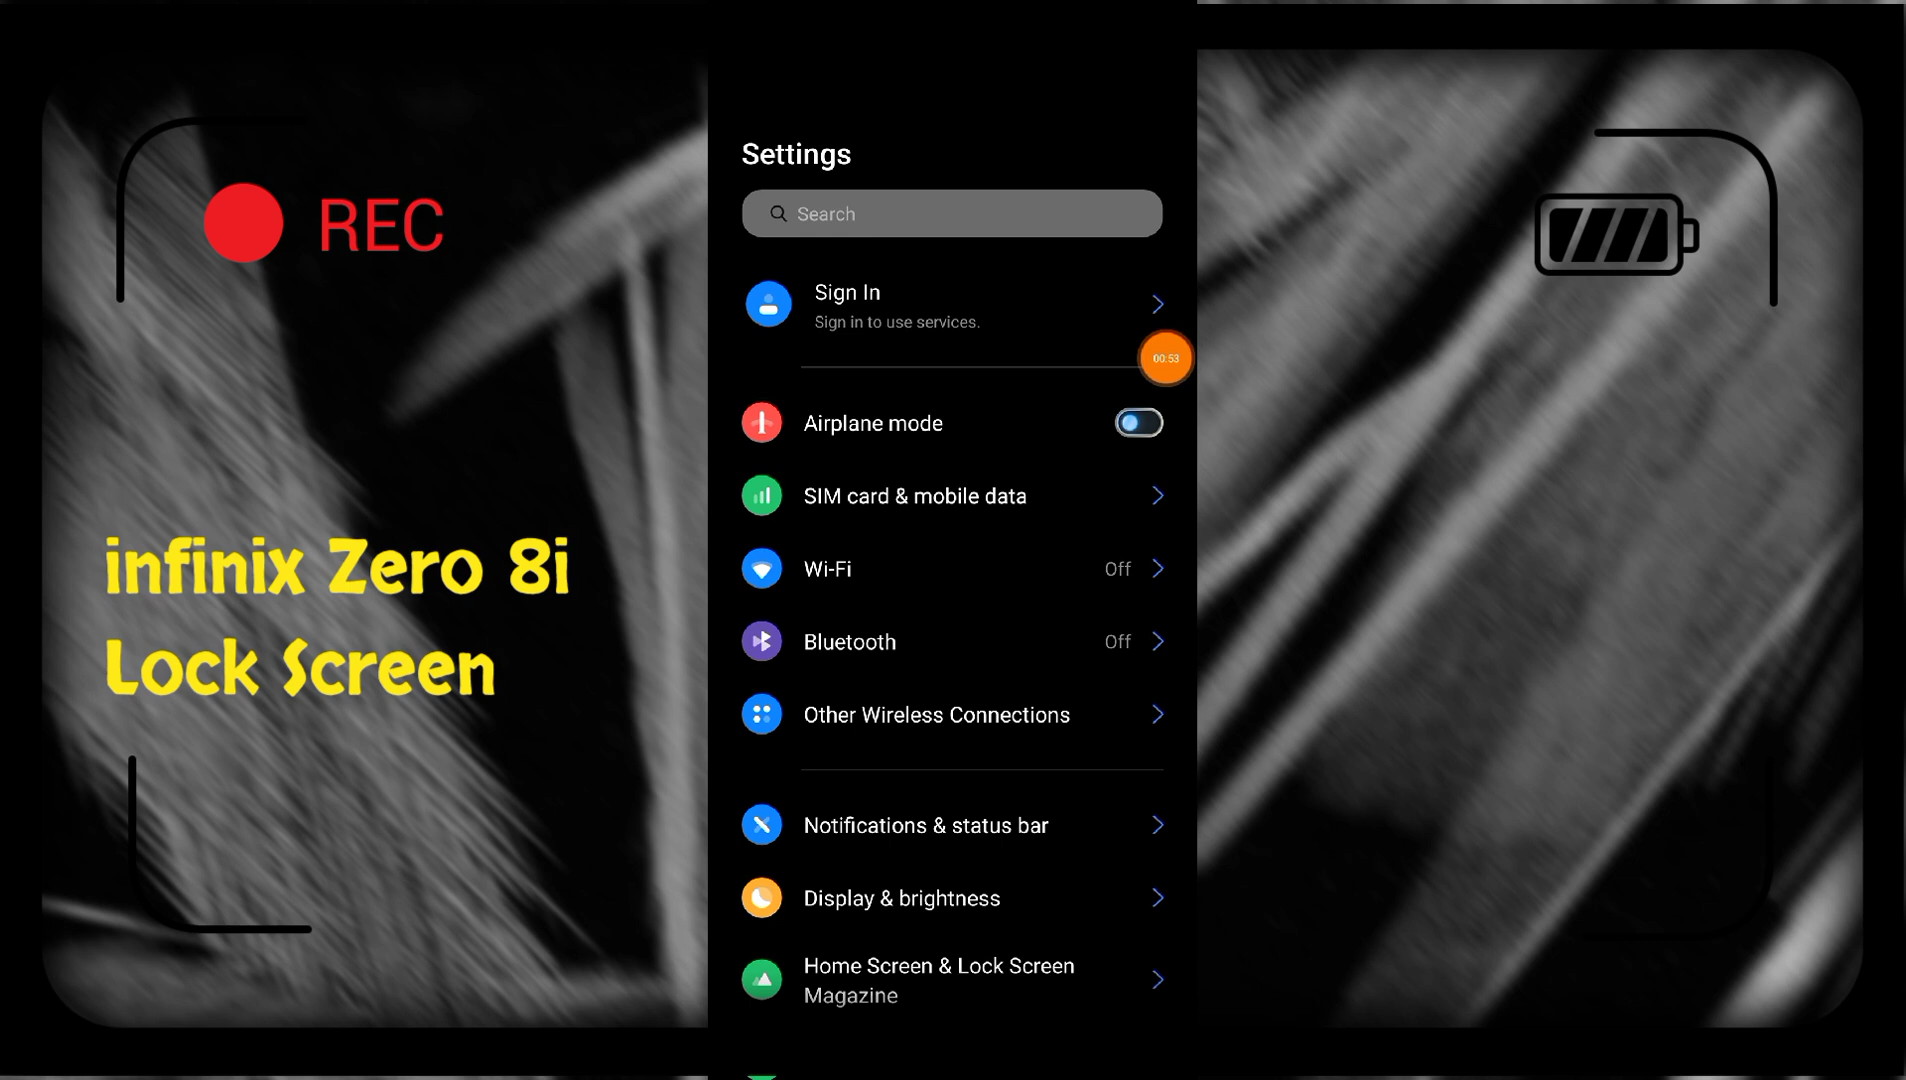 REC
infinix Zero 8i
Lock Screen
Settings
Search
Sign In
Sign in to use services.
00:53
Airplane mode
SIM card & mobile data
Wi-Fi Off
Bluetooth Off
Other Wireless Connections
Notifications & status bar
Display & brightness
Home Screen & Lock Screen
Magazine